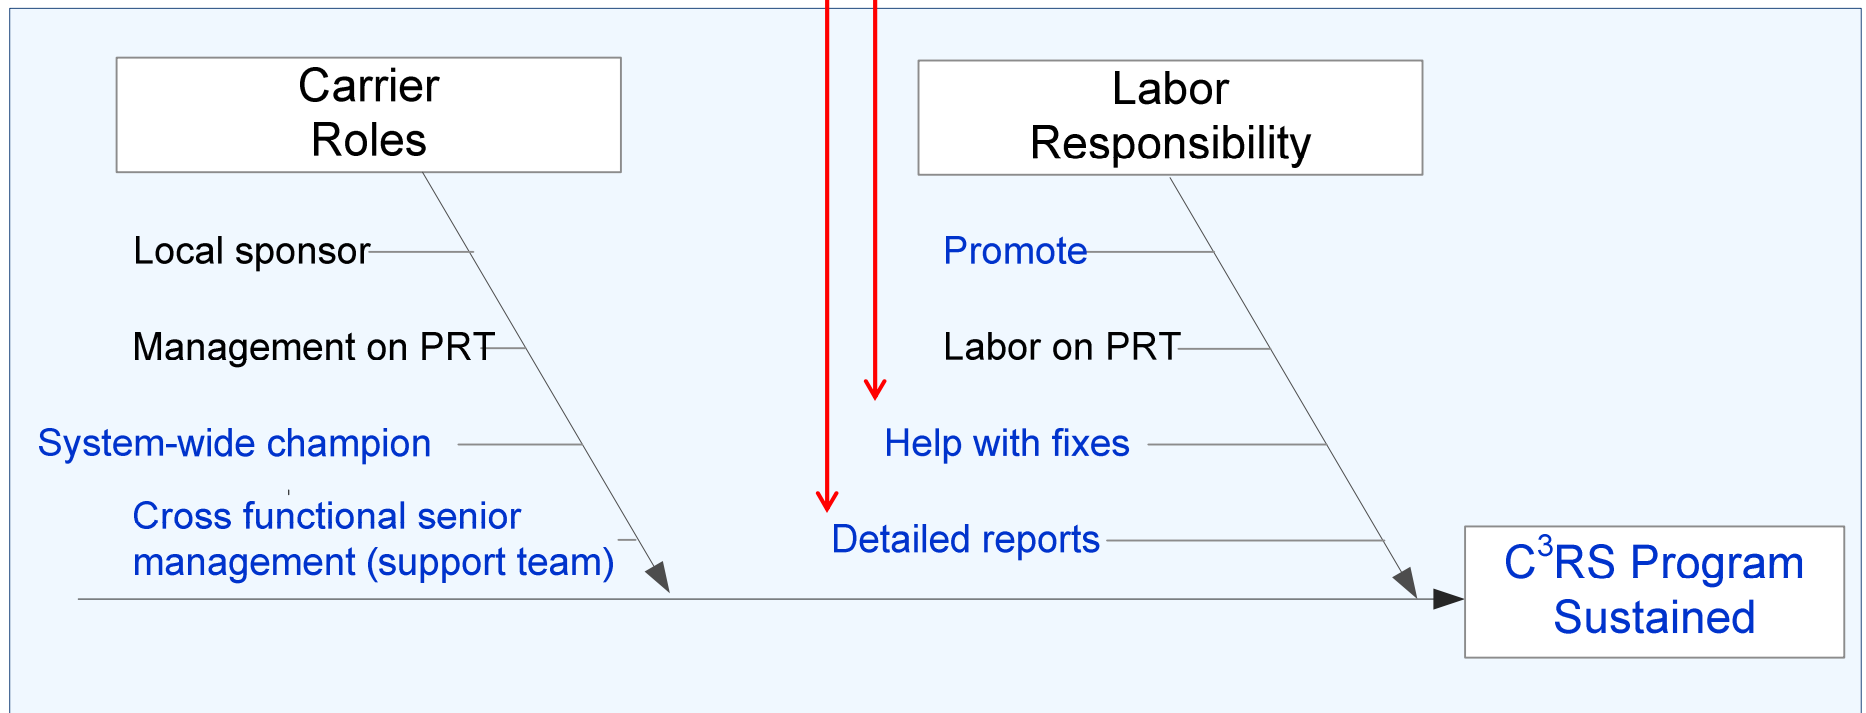 Carrier
Roles
Local sponsor
Management on PRT
System-wide champion
Cross functional senior
management (support team)
Labor
Responsibility
Promote
Labor on PRT
Help with fixes
Detailed reports
C³RS Program
Sustained